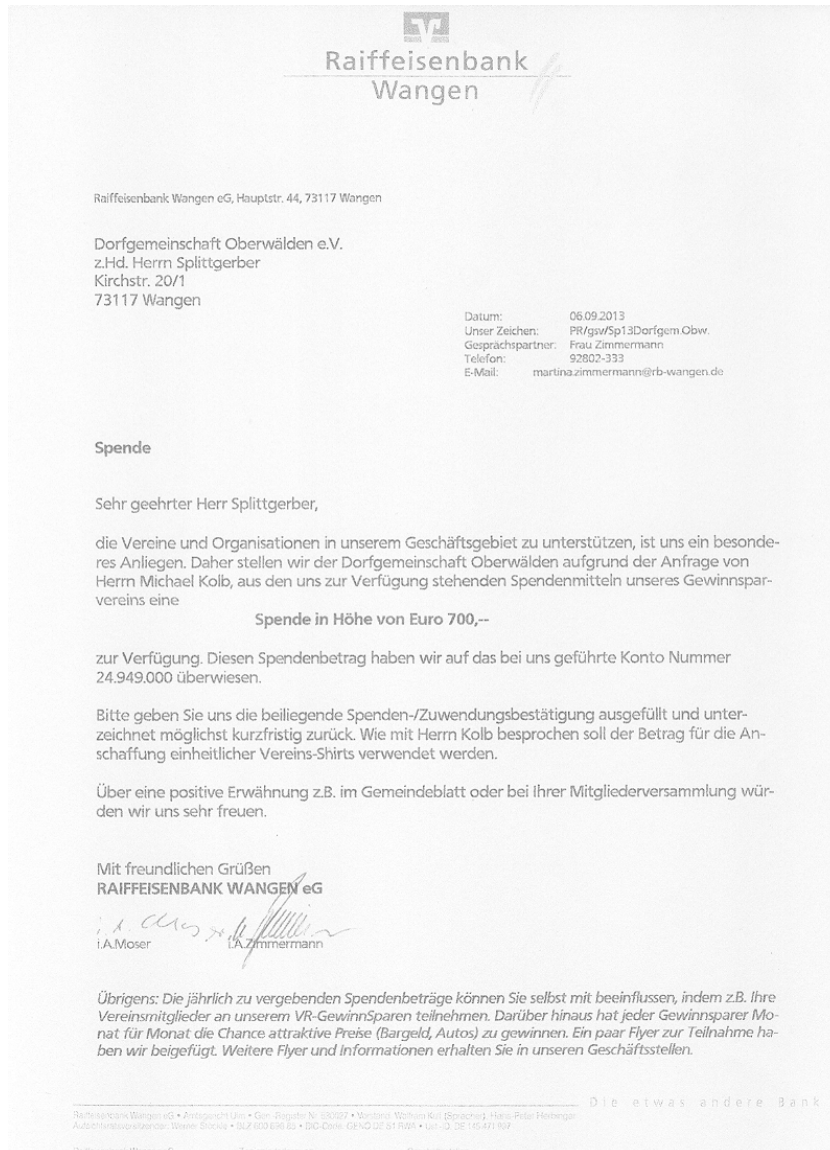 Raiffeisenbank
Wangen
Raiffeisenbank Wangen eG, Hauptstr. 44, 73117 Wangen
Dorfgemeinschaft Oberwälden e.V.
z.Hd. Herrn Splittgerber
Kirchstr. 20/1
73117 Wangen
Datum: 06.09.2013
Unser Zeichen: PR/gsv/Sp13Dorfgem.Obw.
Gesprächspartner: Frau Zimmermann
Telefon: 92802-333
E-Mail: martina.zimmermann@rb-wangen.de
Spende
Sehr geehrter Herr Splittgerber,
die Vereine und Organisationen in unserem Geschäftsgebiet zu unterstützen, ist uns ein besonde-
res Anliegen. Daher stellen wir der Dorfgemeinschaft Oberwälden aufgrund der Anfrage von
Herrn Michael Kolb, aus den uns zur Verfügung stehenden Spendenmitteln unseres Gewinnspar-
vereins eine
Spende in Höhe von Euro 700,--
zur Verfügung. Diesen Spendenbetrag haben wir auf das bei uns geführte Konto Nummer
24.949.000 überwiesen.
Bitte geben Sie uns die beiliegende Spenden-/Zuwendungsbestätigung ausgefüllt und unter-
zeichnet möglichst kurzfristig zurück. Wie mit Herrn Kolb besprochen soll der Betrag für die An-
schaffung einheitlicher Vereins-Shirts verwendet werden.
Über eine positive Erwähnung z.B. im Gemeindeblatt oder bei Ihrer Mitgliederversammlung wür-
den wir uns sehr freuen.
Mit freundlichen Grüßen
RAIFFEISENBANK WANGEN eG
i.A.Moser i.A.Zimmermann
Übrigens: Die jährlich zu vergebenden Spendenbeträge können Sie selbst mit beeinflussen, indem z.B. Ihre
Vereinsmitglieder an unserem VR-GewinnSparen teilnehmen. Darüber hinaus hat jeder Gewinnsparer Mo-
nat für Monat die Chance attraktive Preise (Bargeld, Autos) zu gewinnen. Ein paar Flyer zur Teilnahme ha-
ben wir beigefügt. Weitere Flyer und Informationen erhalten Sie in unseren Geschäftsstellen.
Die etwas andere Bank
Raiffeisenbank Wangen eG • Amtsgericht Ulm • Gen.-Register Nr.